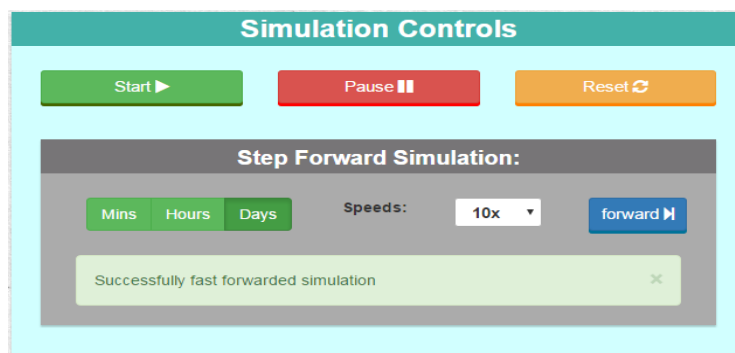 Simulation Controls
Start Pause Reset
Step Forward Simulation:
Mins Hours Days Speeds: 10x forward
Successfully fast forwarded simulation ×